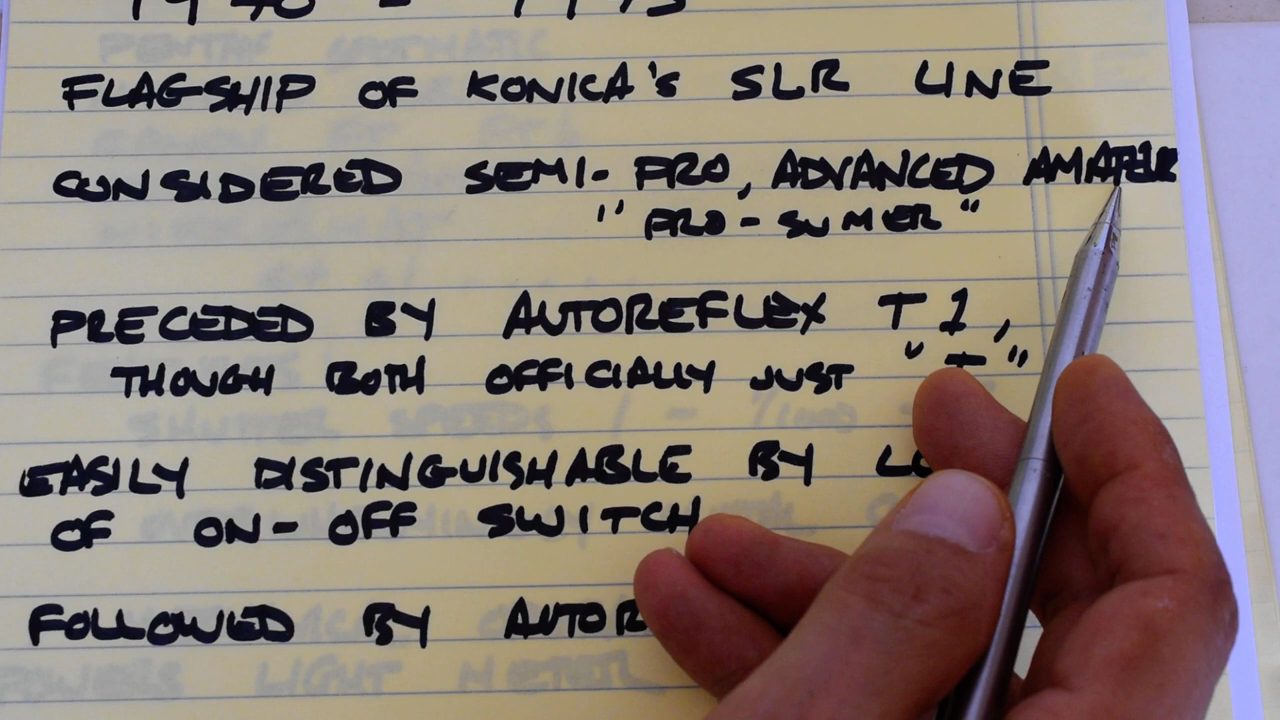 FLAGSHIP OF KONICA'S SLR LINE
CONSIDERED SEMI-PRO, ADVANCED AMATEUR
"PRO-SUMER"
PRECEDED BY AUTOREFLEX T1,
THOUGH BOTH OFFICIALLY JUST "T"
EASILY DISTINGUISHABLE BY
OF ON-OFF SWITCH
FOLLOWED BY